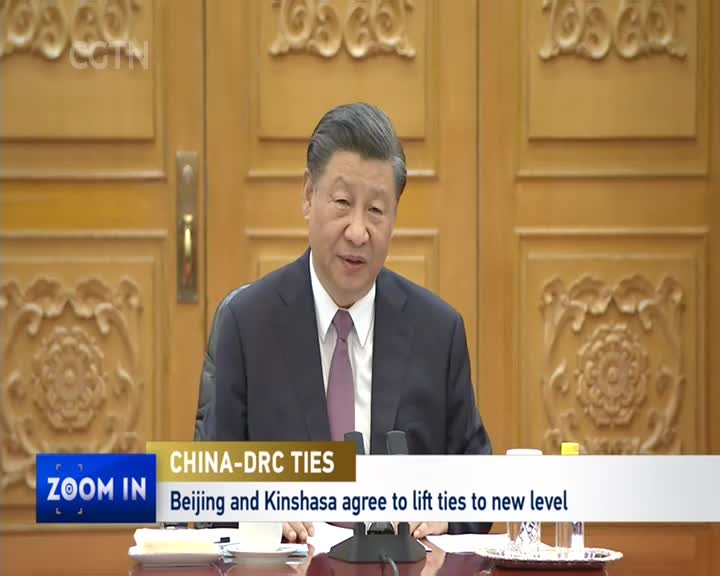 CGTN
CHINA-DRC TIES
ZOOM IN
Beijing and Kinshasa agree to lift ties to new level